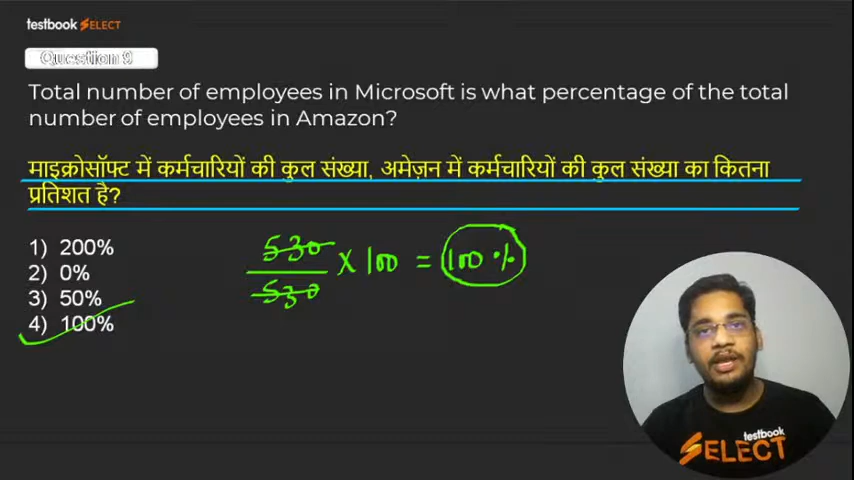 testbook SELECT
Question 9
Total number of employees in Microsoft is what percentage of the total
number of employees in Amazon?
माइक्रोसॉफ्ट में कर्मचारियों की कुल संख्या, अमेज़न में कर्मचारियों की कुल संख्या का कितना
प्रतिशत है?
1) 200%
2) 0%
3) 50%
4) 100%
530
530 × 100 = 100 %
testbook
SELECT